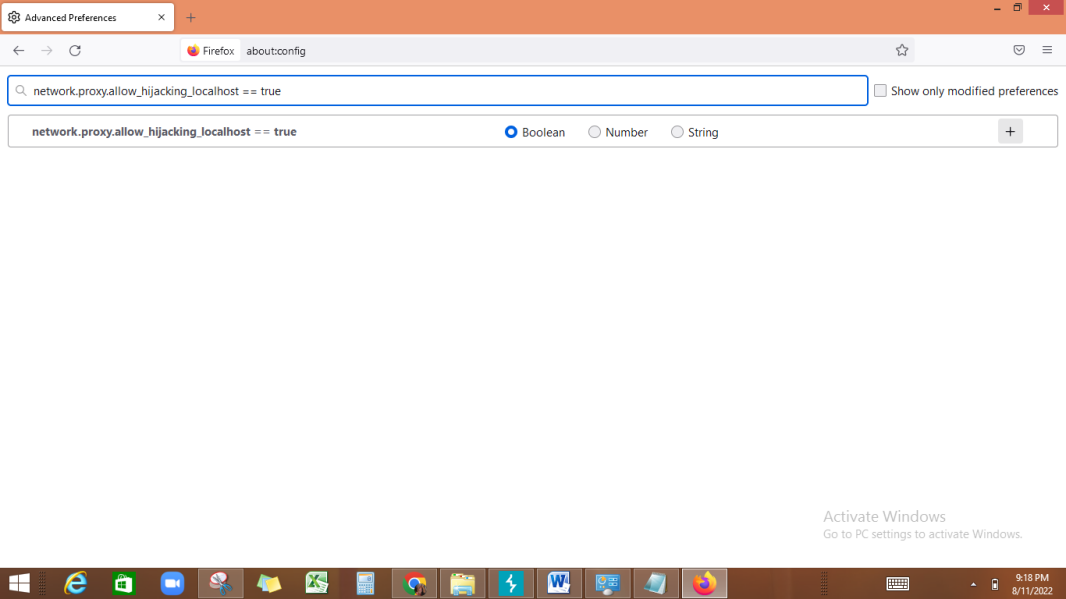 Advanced Preferences
Firefox about:config
network.proxy.allow_hijacking_localhost == true
Show only modified preferences
network.proxy.allow_hijacking_localhost == true Boolean Number String
Activate Windows
Go to PC settings to activate Windows.
9:18 PM
8/11/2022